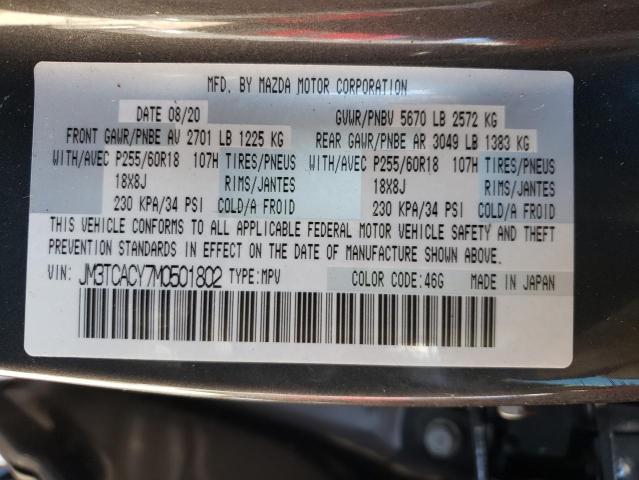 MFD. BY MAZDA MOTOR CORPORATION
DATE 08/20 GVWR/PNBV 5670 LB 2572 KG
FRONT GAWR/PNBE AV 2701 LB 1225 KG REAR GAWR/PNBE AR 3049 LB 1383 KG
WITH/AVEC P255/60R18 107H TIRES/PNEUS WITH/AVEC P255/60R18 107H TIRES/PNEUS
18X8J RIMS/JANTES 18X8J RIMS/JANTES
230 KPA/34 PSI COLD/A FROID 230 KPA/34 PSI COLD/A FROID
THIS VEHICLE CONFORMS TO ALL APPLICABLE FEDERAL MOTOR VEHICLE SAFETY AND THEFT
PREVENTION STANDARDS IN EFFECT ON THE DATE OF MANUFACTURE SHOWN ABOVE.
VIN: JM3TCACY7M0501802 TYPE:MPV COLOR CODE:46G MADE IN JAPAN